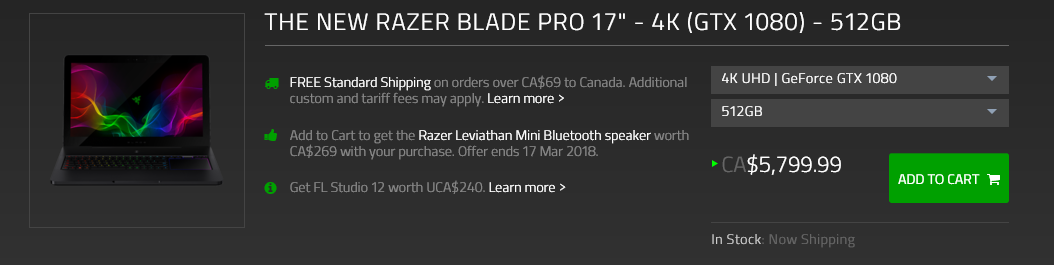 THE NEW RAZER BLADE PRO 17" - 4K (GTX 1080) - 512GB
FREE Standard Shipping on orders over CA$69 to Canada. Additional
custom and tariff fees may apply. Learn more >
Add to Cart to get the Razer Leviathan Mini Bluetooth speaker worth
CA$269 with your purchase. Offer ends 17 Mar 2018.
Get FL Studio 12 worth UCA$240. Learn more >
4K UHD | GeForce GTX 1080
512GB
CA$5,799.99
ADD TO CART
In Stock: Now Shipping